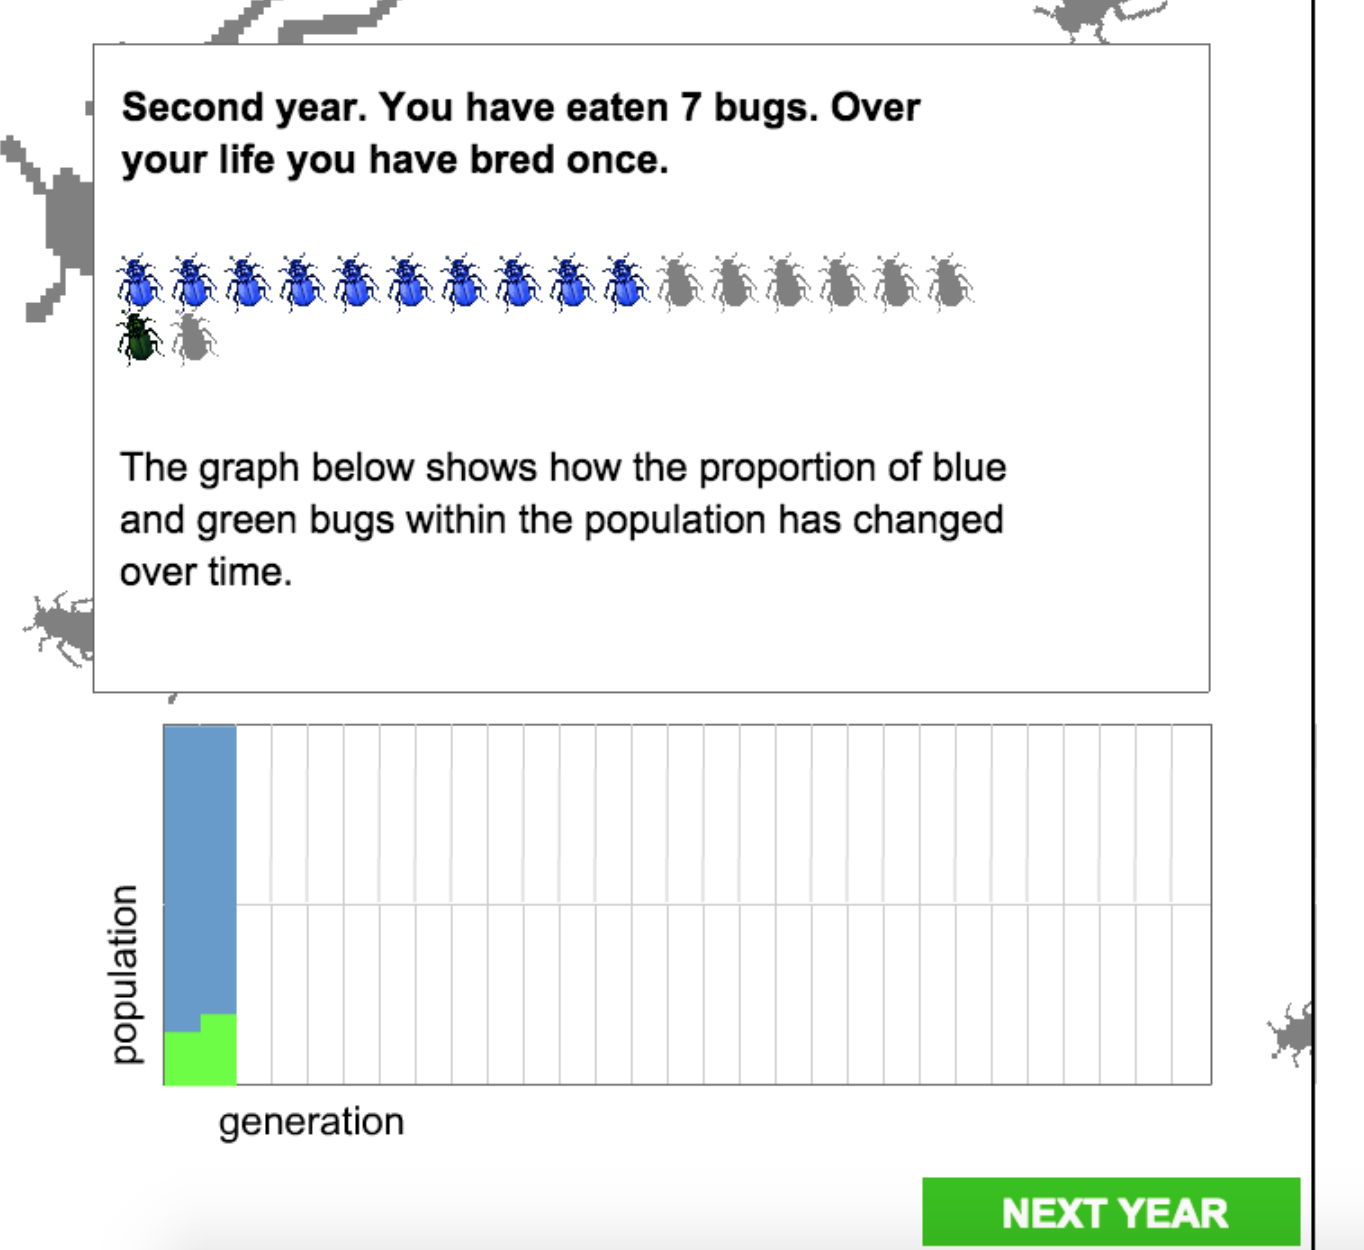 Second year. You have eaten 7 bugs. Over
your life you have bred once.
The graph below shows how the proportion of blue
and green bugs within the population has changed
over time.
population
generation
NEXT YEAR